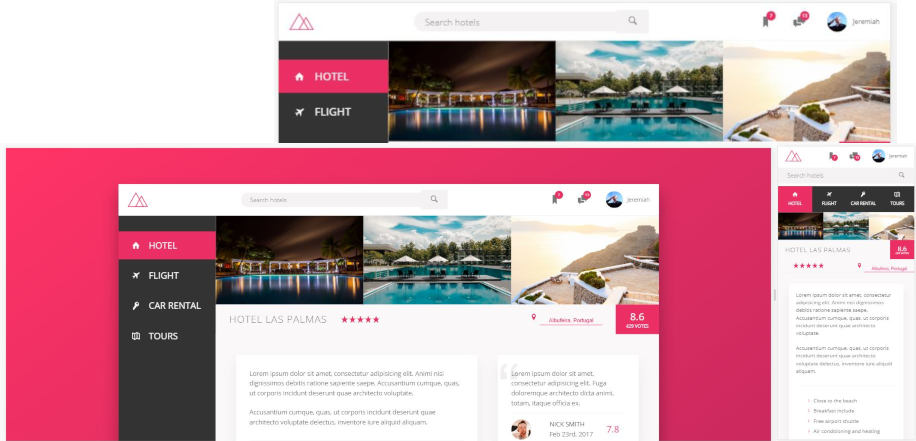 Search hotels
7
13
Jeremiah
HOTEL
FLIGHT
Search hotels
7
13
Jeremiah
HOTEL
FLIGHT
CAR RENTAL
TOURS
HOTEL LAS PALMAS
★★★★★
Albufeira, Portugal
8.6
429 VOTES
Lorem ipsum dolor sit amet, consectetur adipisicing elit. Animi nisi
dignissimos debitis ratione sapiente saepe. Accusantium cumque, quas,
ut corporis incidunt deserunt quae architecto voluptate.
Accusantium cumque, quas, ut corporis incidunt deserunt quae
architecto voluptate delectus, inventore iure aliquid aliquam.
Lorem ipsum dolor sit amet,
consectetur adipisicing elit. Fuga
doloremque architecto dicta animi,
totam, itaque officia ex.
NICK SMITH
Feb 23rd, 2017
7.8
Jeremiah
Search hotels
HOTEL
FLIGHT
CAR RENTAL
TOURS
HOTEL LAS PALMAS
8.6
429 VOTES
★★★★★
Albufeira, Portugal
Lorem ipsum dolor sit amet, consectetur
adipisicing elit. Animi nisi dignissimos
debitis ratione sapiente saepe.
Accusantium cumque, quas, ut corporis
incidunt deserunt quae architecto
voluptate.
Accusantium cumque, quas, ut corporis
incidunt deserunt quae architecto
voluptate delectus, inventore iure aliquid
aliquam.
Close to the beach
Breakfast include
Free airport shuttle
Air conditioning and heating